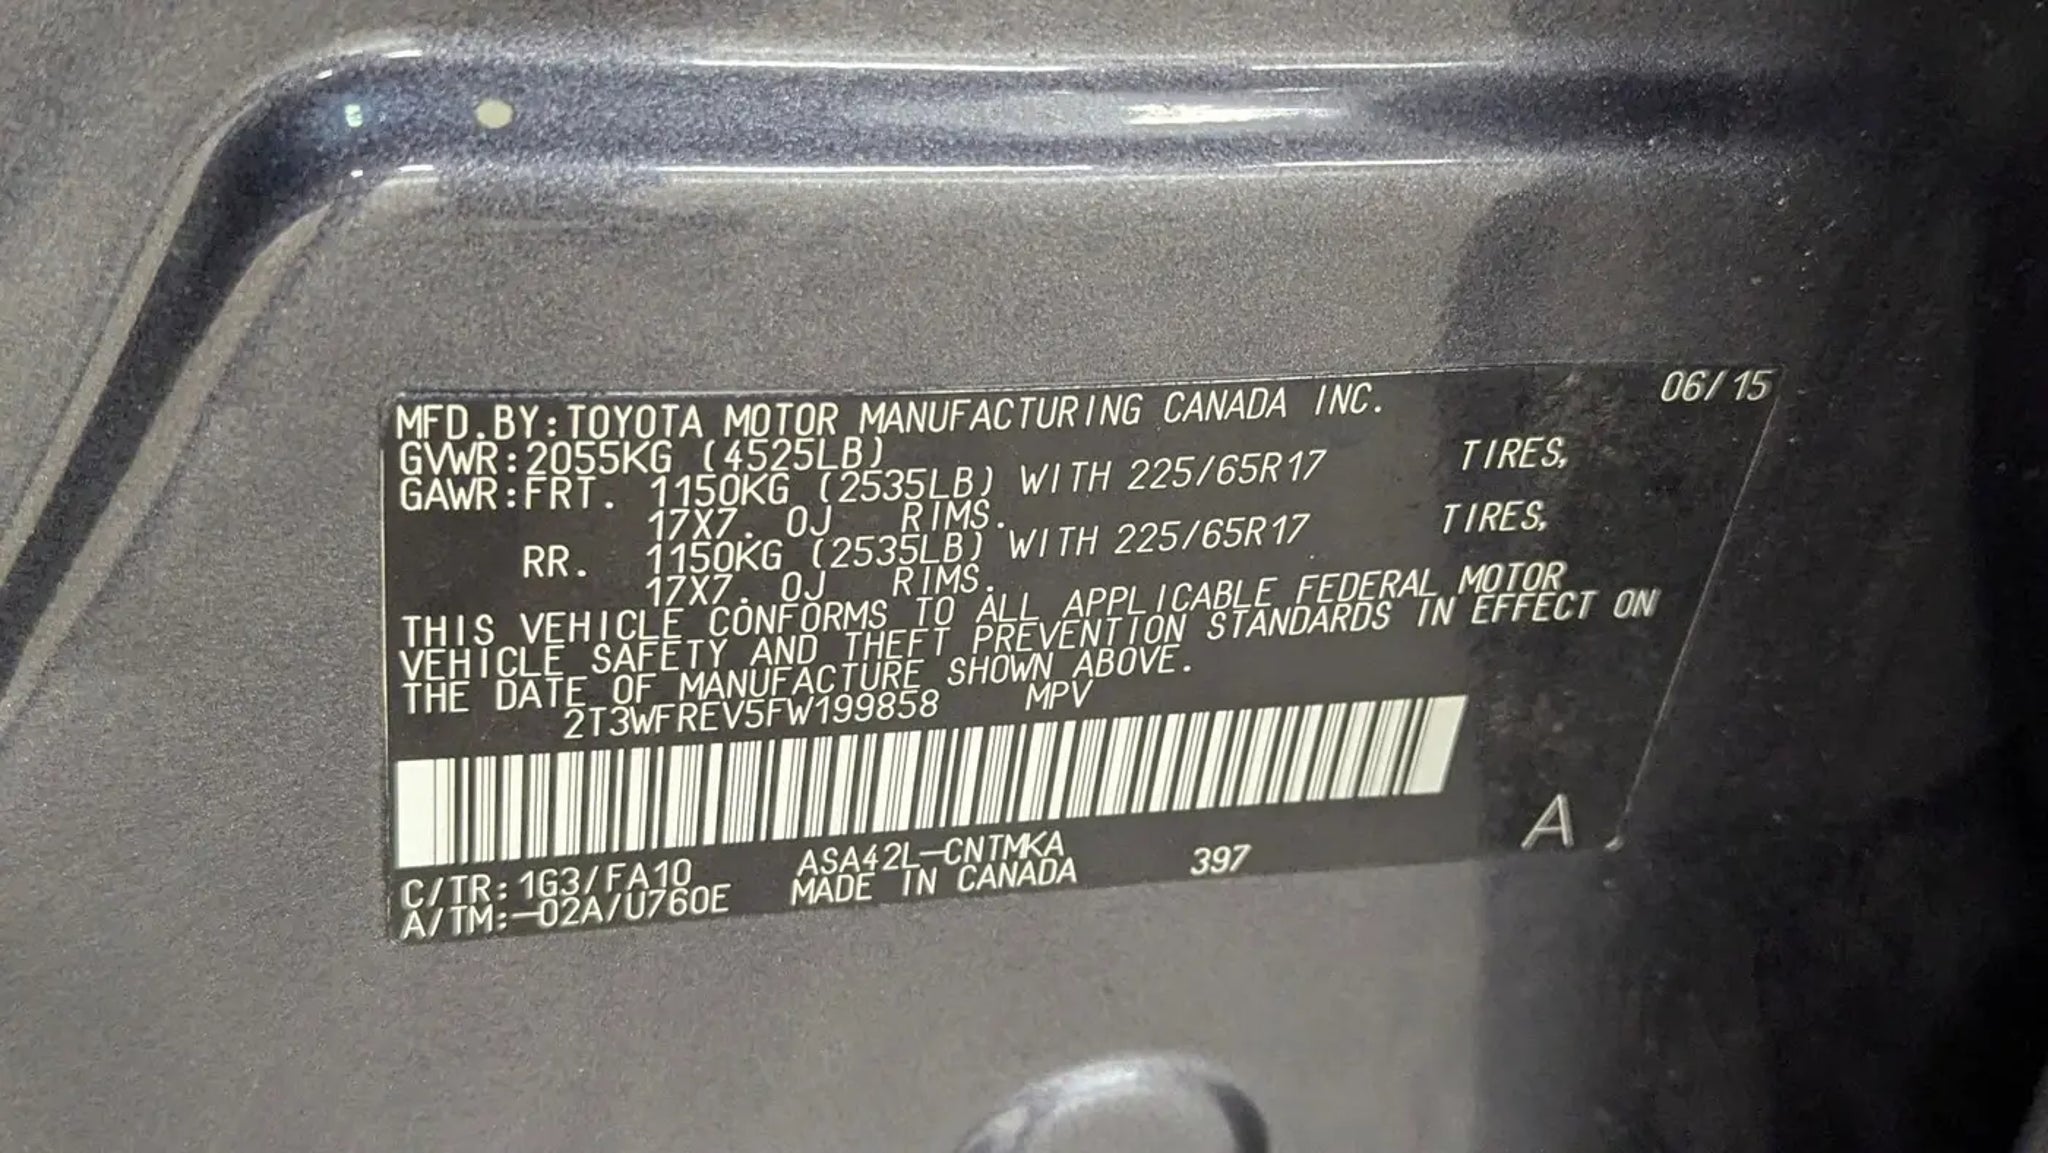 06/15
MFD.BY:TOYOTA MOTOR MANUFACTURING CANADA INC.
GVWR:2055KG (4525LB)
GAWR:FRT. 1150KG (2535LB) WITH 225/65R17 TIRES,
17X7. 0J RIMS.
RR. 1150KG (2535LB) WITH 225/65R17 TIRES,
17X7. 0J RIMS.
THIS VEHICLE CONFORMS TO ALL APPLICABLE FEDERAL MOTOR
VEHICLE SAFETY AND THEFT PREVENTION STANDARDS IN EFFECT ON
THE DATE OF MANUFACTURE SHOWN ABOVE.
2T3WFREV5FW199858 MPV
C/TR:1G3/FA10 ASA42L-CNTMKA 397 A
A/TM:-02A/U760E MADE IN CANADA